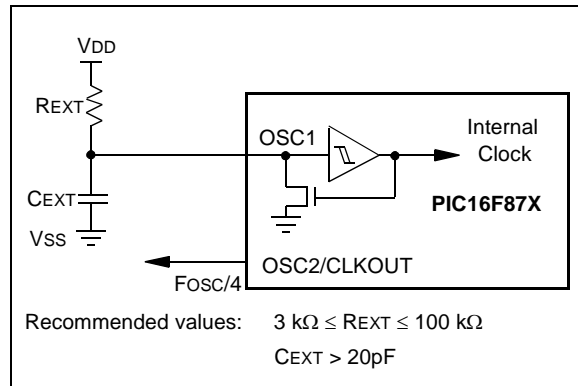 VDD
REXT
OSC1
Internal
Clock
CEXT
PIC16F87X
VSS
OSC2/CLKOUT
FOSC/4
Recommended values: 3 kΩ ≤ REXT ≤ 100 kΩ
CEXT > 20pF